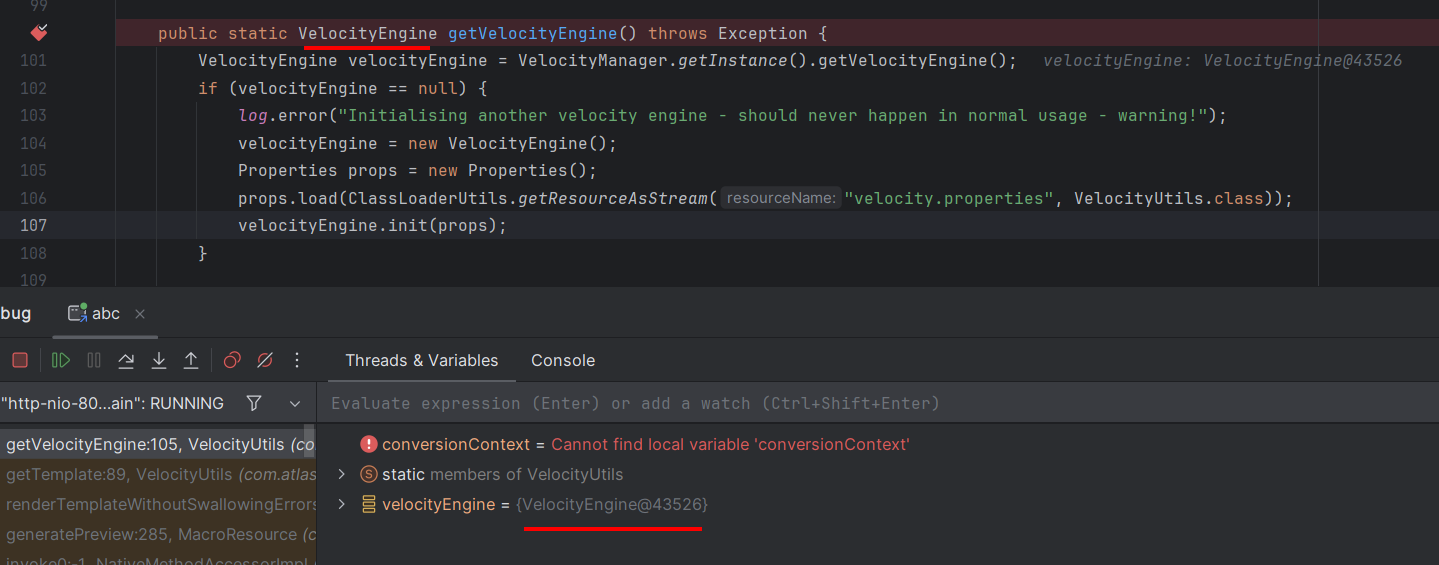 99
public static VelocityEngine getVelocityEngine() throws Exception {
101 VelocityEngine velocityEngine = VelocityManager.getInstance().getVelocityEngine(); velocityEngine: VelocityEngine@43526
102 if (velocityEngine == null) {
103 log.error("Initialising another velocity engine - should never happen in normal usage - warning!");
104 velocityEngine = new VelocityEngine();
105 Properties props = new Properties();
106 props.load(ClassLoaderUtils.getResourceAsStream( resourceName: "velocity.properties", VelocityUtils.class));
107 velocityEngine.init(props);
108 }
109
bug abc
Threads & Variables Console
"http-nio-80...ain": RUNNING
Evaluate expression (Enter) or add a watch (Ctrl+Shift+Enter)
getVelocityEngine:105, VelocityUtils (co
getTemplate:89, VelocityUtils (com.atlas
renderTemplateWithoutSwallowingErrors
generatePreview:285, MacroResource (c
invoke0:-1, NativeMethodAccessorImpl
conversionContext = Cannot find local variable 'conversionContext'
static members of VelocityUtils
velocityEngine = {VelocityEngine@43526}